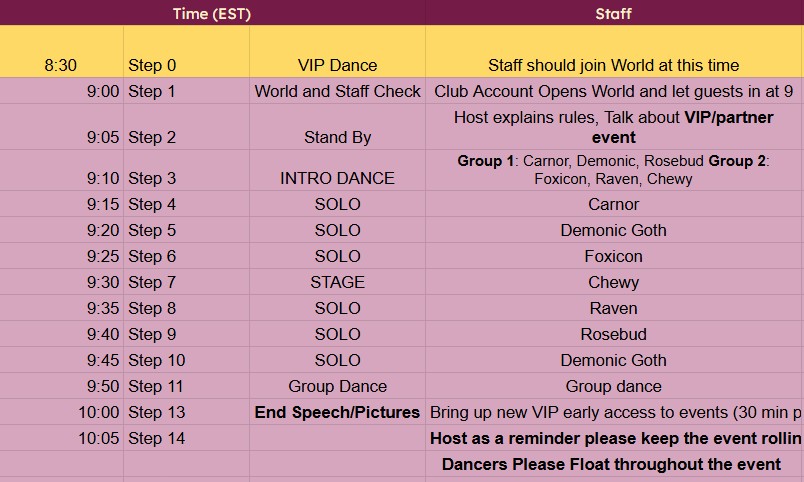 Time (EST) Staff
8:30 Step 0 VIP Dance Staff should join World at this time
9:00 Step 1 World and Staff Check Club Account Opens World and let guests in at 9
Host explains rules, Talk about VIP/partner
9:05 Step 2 Stand By event
Group 1: Carnor, Demonic, Rosebud Group 2:
9:10 Step 3 INTRO DANCE Foxicon, Raven, Chewy
9:15 Step 4 SOLO Carnor
9:20 Step 5 SOLO Demonic Goth
9:25 Step 6 SOLO Foxicon
9:30 Step 7 STAGE Chewy
9:35 Step 8 SOLO Raven
9:40 Step 9 SOLO Rosebud
9:45 Step 10 SOLO Demonic Goth
9:50 Step 11 Group Dance Group dance
10:00 Step 13 End Speech/Pictures Bring up new VIP early access to events (30 min p
10:05 Step 14 Host as a reminder please keep the event rollin
Dancers Please Float throughout the event